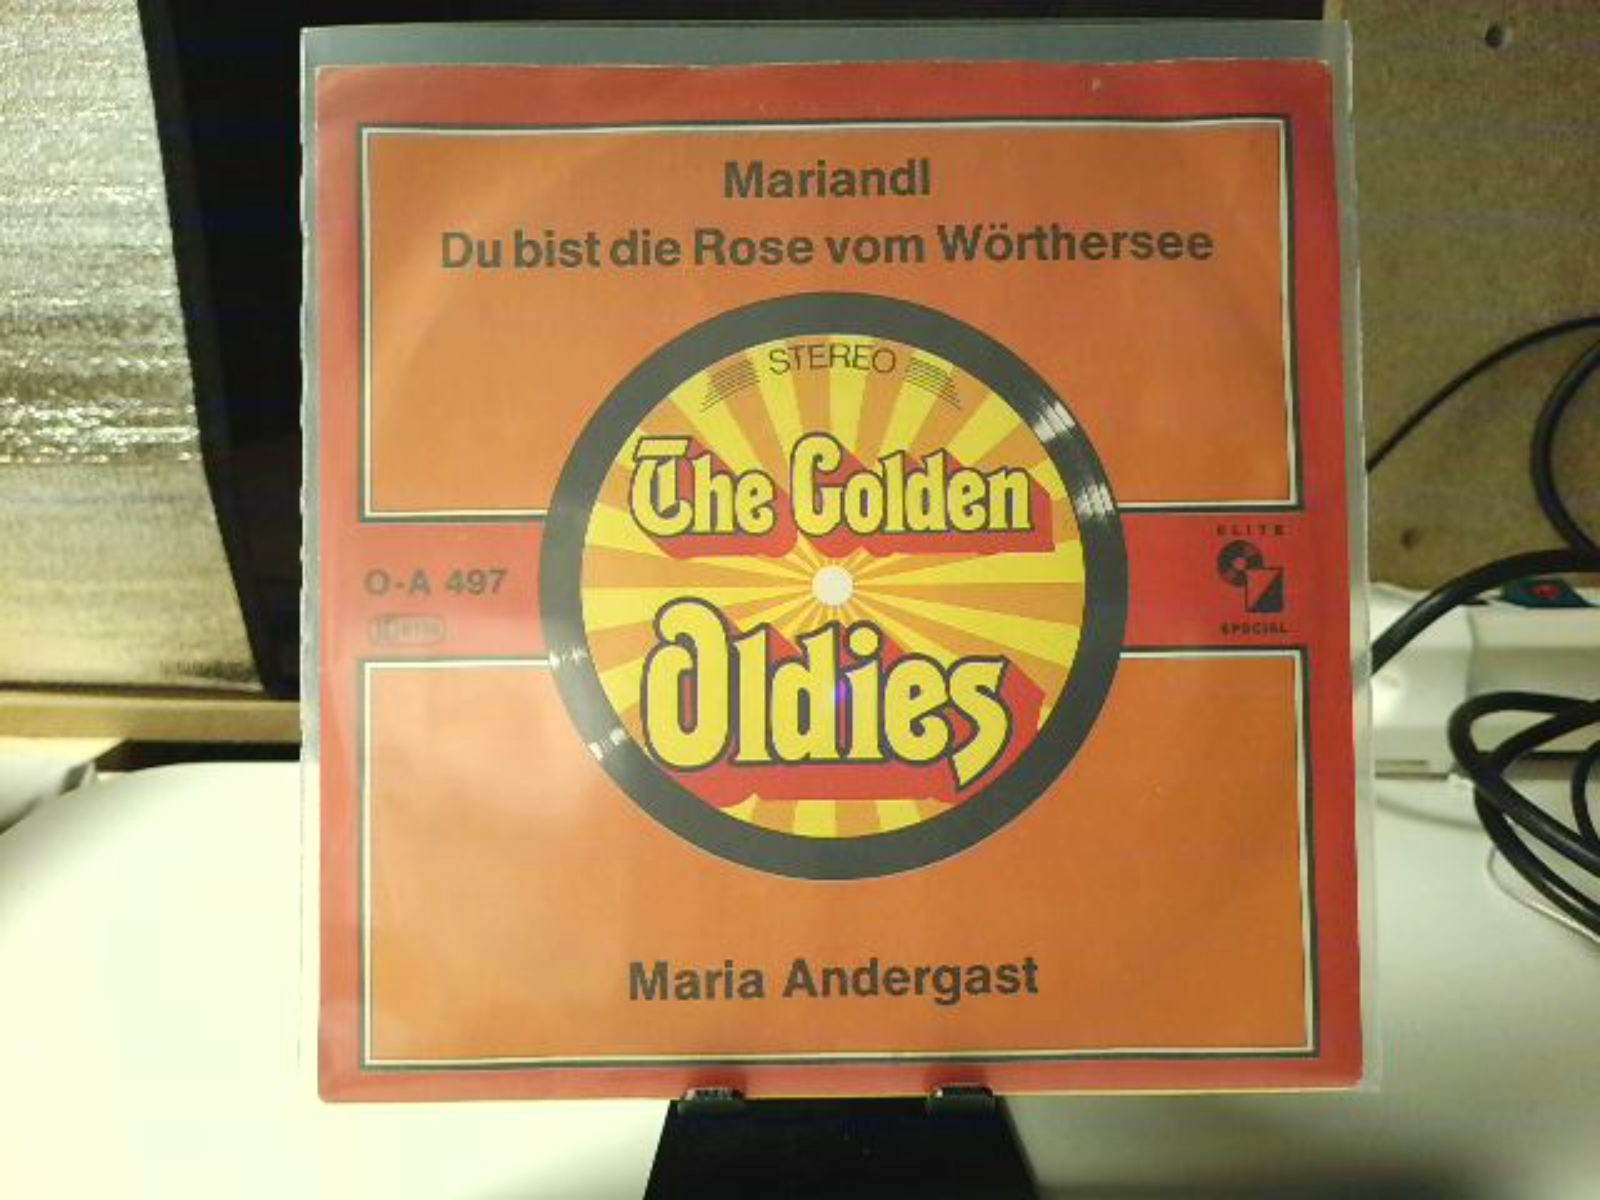 Mariandl
Du bist die Rose vom Wörthersee
STEREO
The Golden
Oldies
O-A 497
ELITE
SPECIAL
Maria Andergast